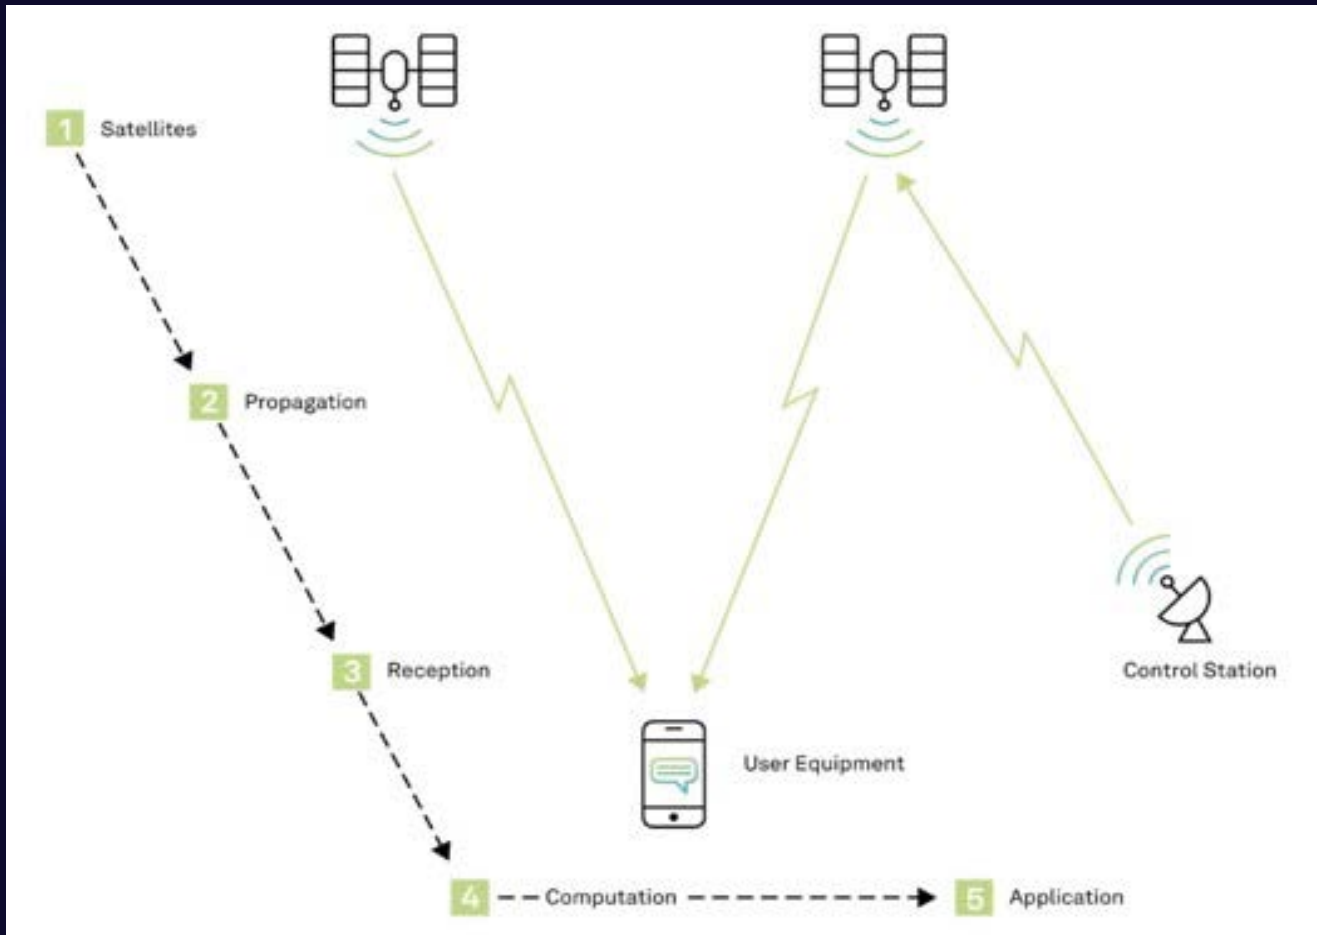 1 Satellites
2 Propagation
3 Reception
Control Station
User Equipment
4 Computation
5 Application